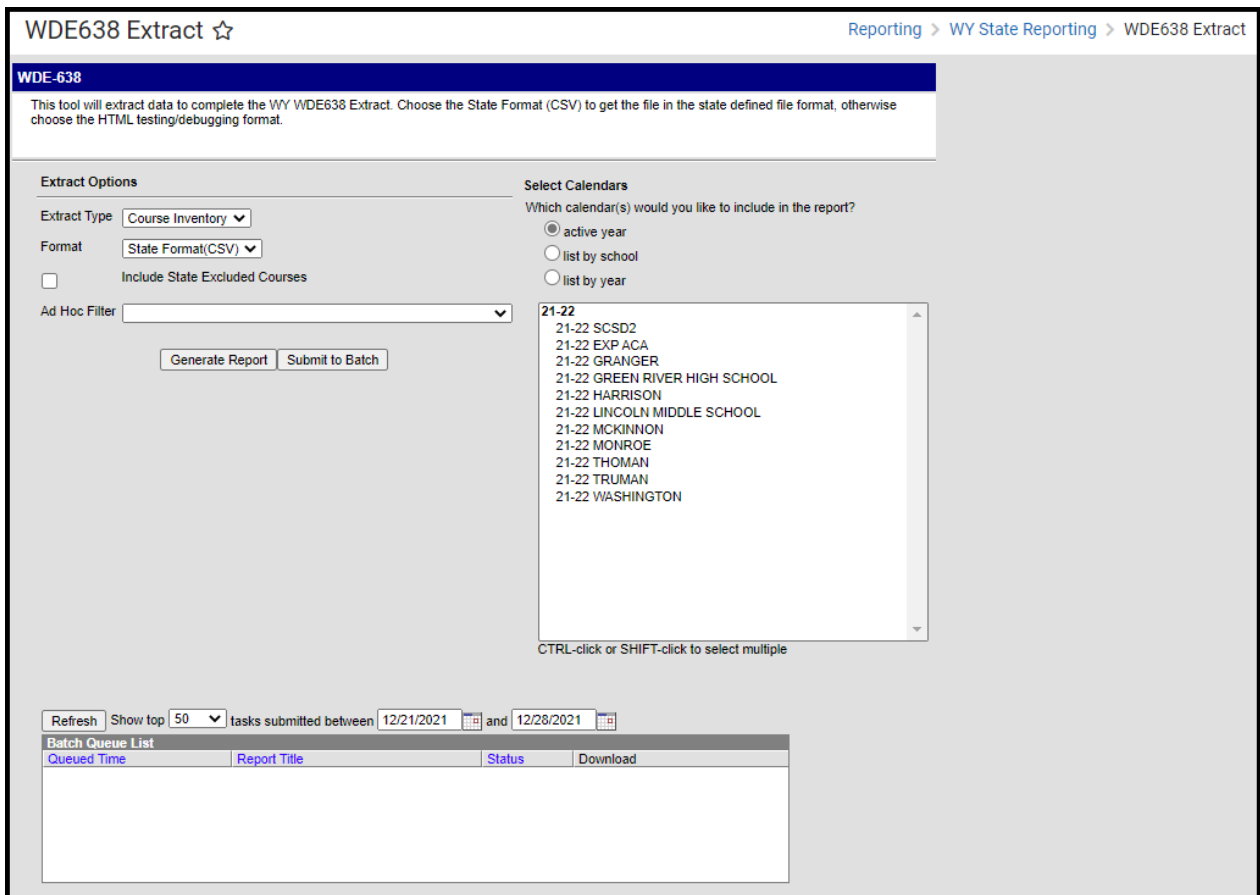 WDE638 Extract ☆
Reporting > WY State Reporting > WDE638 Extract
WDE-638
This tool will extract data to complete the WY WDE638 Extract. Choose the State Format (CSV) to get the file in the state defined file format, otherwise
choose the HTML testing/debugging format.
Extract Options
Extract Type Course Inventory
Format State Format(CSV)
Include State Excluded Courses
Ad Hoc Filter
Generate Report Submit to Batch
Select Calendars
Which calendar(s) would you like to include in the report?
active year
list by school
list by year
21-22
21-22 SCSD2
21-22 EXP ACA
21-22 GRANGER
21-22 GREEN RIVER HIGH SCHOOL
21-22 HARRISON
21-22 LINCOLN MIDDLE SCHOOL
21-22 MCKINNON
21-22 MONROE
21-22 THOMAN
21-22 TRUMAN
21-22 WASHINGTON
CTRL-click or SHIFT-click to select multiple
Refresh Show top 50 tasks submitted between 12/21/2021 and 12/28/2021
Batch Queue List
Queued Time Report Title Status Download